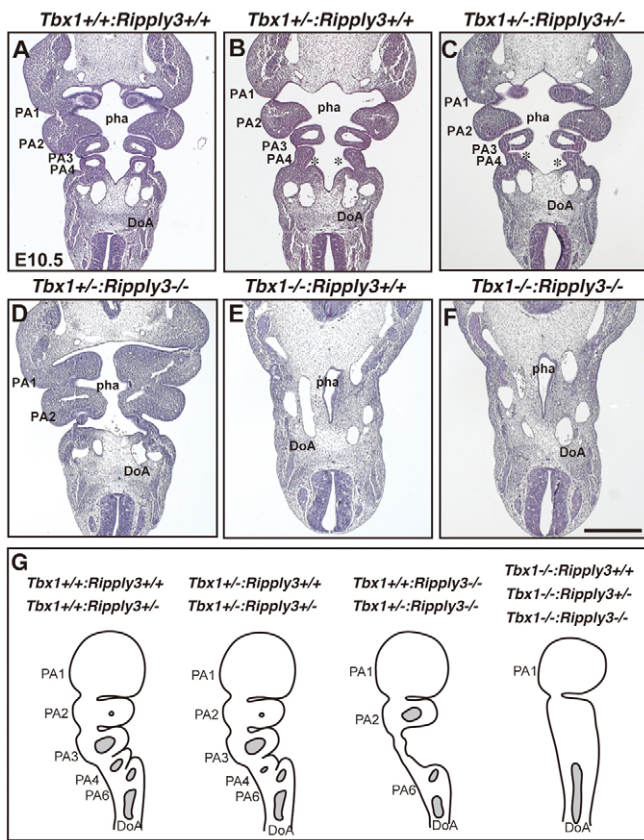 Tbx1+/+:Ripply3+/+ Tbx1+/-:Ripply3+/+ Tbx1+/-:Ripply3+/-
A B C
PA1 PA1 PA1
pha pha pha
PA2 PA2 PA2
PA3 PA3 PA3
PA4 PA4 PA4
* * * *
DoA DoA DoA
E10.5
Tbx1+/-:Ripply3-/- Tbx1-/-:Ripply3+/+ Tbx1-/-:Ripply3-/-
D E F
PA1 pha pha pha
PA2
DoA DoA DoA
G
Tbx1+/+:Ripply3+/+ Tbx1+/-:Ripply3+/+ Tbx1+/+:Ripply3-/- Tbx1-/-:Ripply3+/+
Tbx1+/+:Ripply3+/- Tbx1+/-:Ripply3+/- Tbx1+/-:Ripply3-/- Tbx1-/-:Ripply3+/-
Tbx1-/-:Ripply3-/-
PA1 PA1 PA1 PA1
PA2 PA2 PA2
PA3 PA3
PA4 PA4
PA6 PA6 PA6
DoA DoA DoA DoA